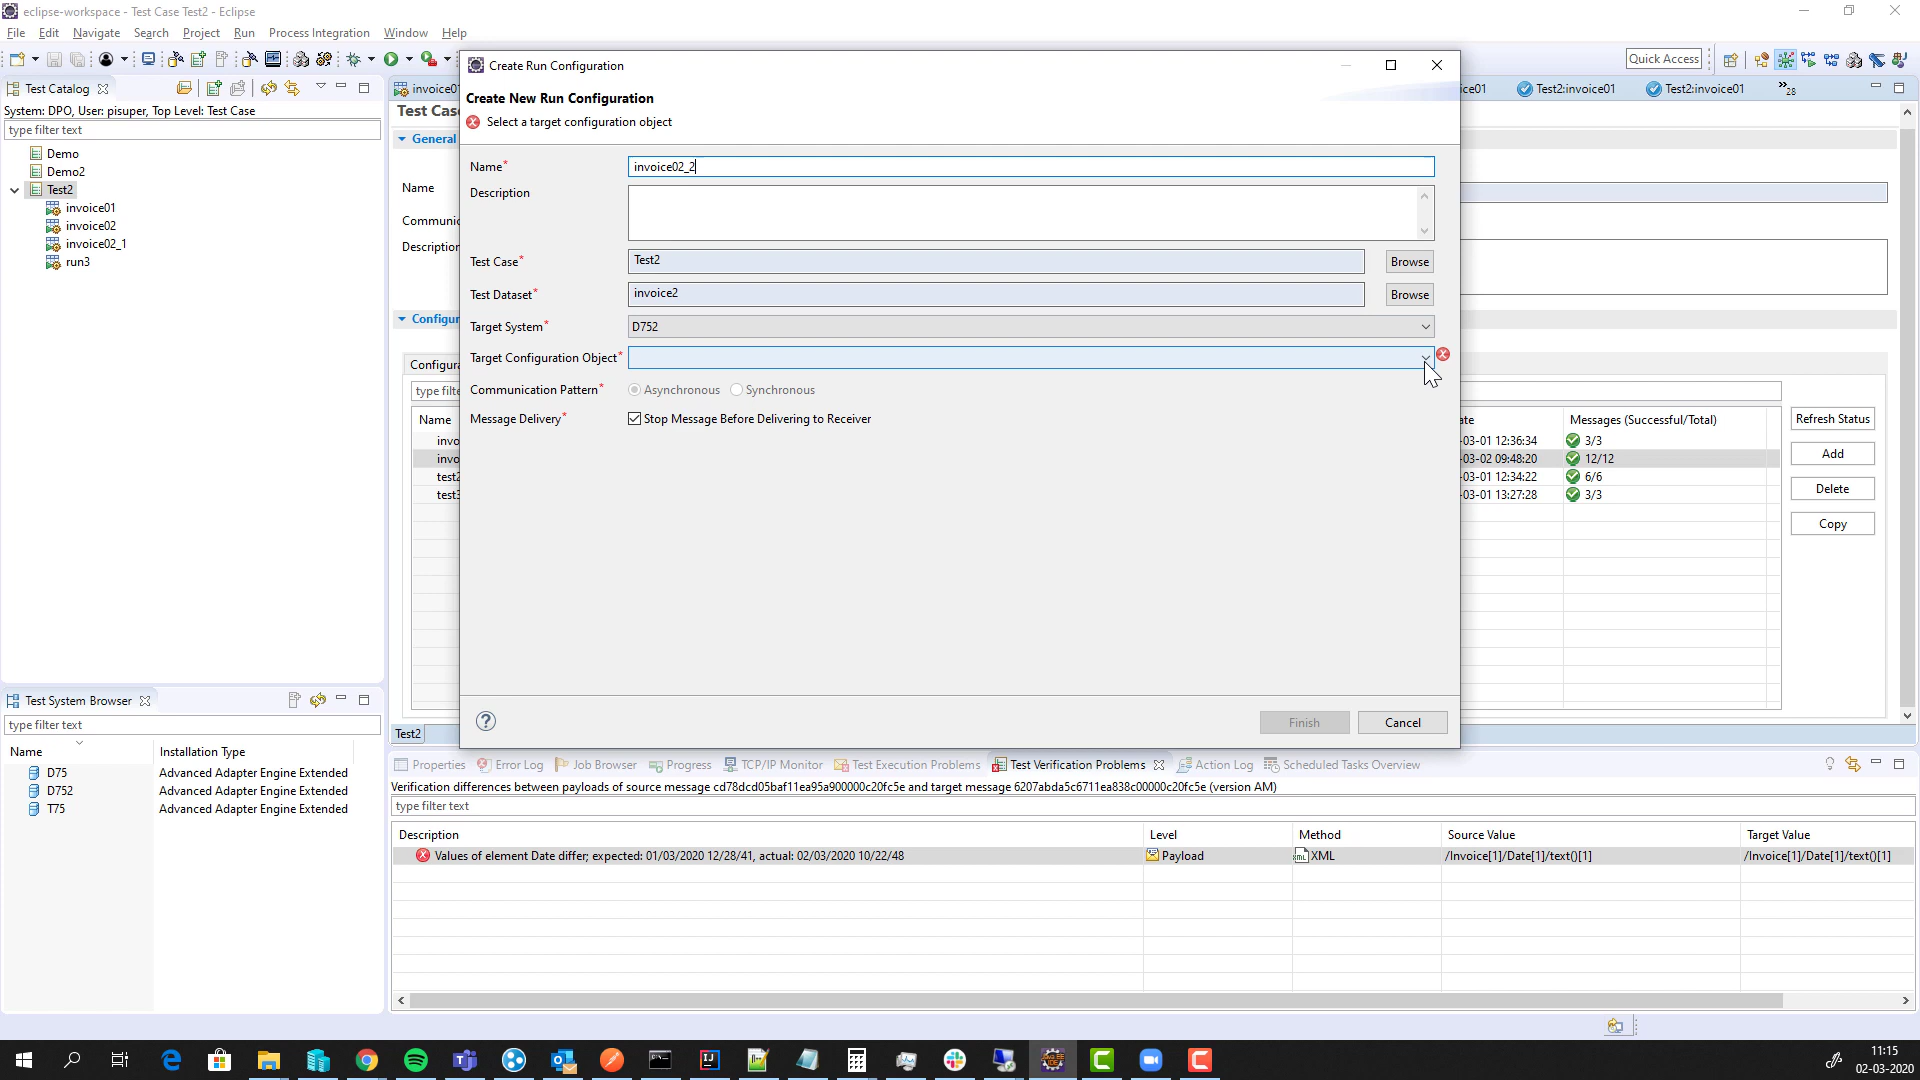 eclipse-workspace - Test Case Test2 - Eclipse
File Edit Navigate Search Project Run Process Integration Window Help
Quick Access
Test Catalog
System: DPO, User: pisuper, Top Level: Test Case
type filter text
Demo
Demo2
Test2
invoice01
invoice02
invoice02_1
run3
Test System Browser
type filter text
Name Installation Type
D75 Advanced Adapter Engine Extended
D752 Advanced Adapter Engine Extended
T75 Advanced Adapter Engine Extended
invoice01
Test Case
General
Name
Communic
Description
Configur
Configura
type filte
Name
invo
invo
test2
test3
Test2
Create Run Configuration
Create New Run Configuration
Select a target configuration object
Name* invoice02_2
Description
Test Case* Test2 Browse
Test Dataset* invoice2 Browse
Target System* D752
Target Configuration Object*
Communication Pattern* Asynchronous Synchronous
Message Delivery* Stop Message Before Delivering to Receiver
Finish Cancel
ice01 Test2:invoice01 Test2:invoice01 »28
ate Messages (Successful/Total)
-03-01 12:36:34 3/3
-03-02 09:48:20 12/12
-03-01 12:34:22 6/6
-03-01 13:27:28 3/3
Refresh Status
Add
Delete
Copy
Properties Error Log Job Browser Progress TCP/IP Monitor Test Execution Problems Test Verification Problems Action Log Scheduled Tasks Overview
Verification differences between payloads of source message cd78dcd05baf11ea95a900000c20fc5e and target message 6207abda5c6711ea838c00000c20fc5e (version AM)
type filter text
Description Level Method Source Value Target Value
Values of element Date differ; expected: 01/03/2020 12/28/41, actual: 02/03/2020 10/22/48 Payload XML /Invoice[1]/Date[1]/text()[1] /Invoice[1]/Date[1]/text()[1]
11:15
02-03-2020